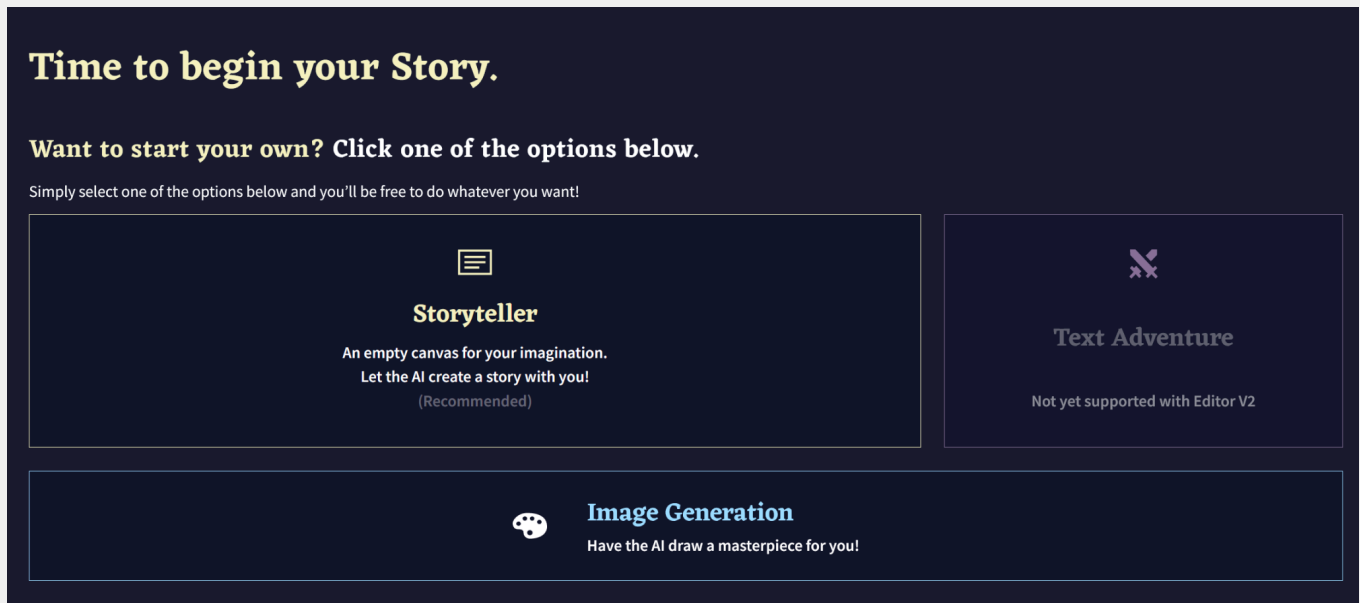 Time to begin your Story.
Want to start your own? Click one of the options below.
Simply select one of the options below and you’ll be free to do whatever you want!
Storyteller
An empty canvas for your imagination.
Let the AI create a story with you!
(Recommended)
Text Adventure
Not yet supported with Editor V2
Image Generation
Have the AI draw a masterpiece for you!